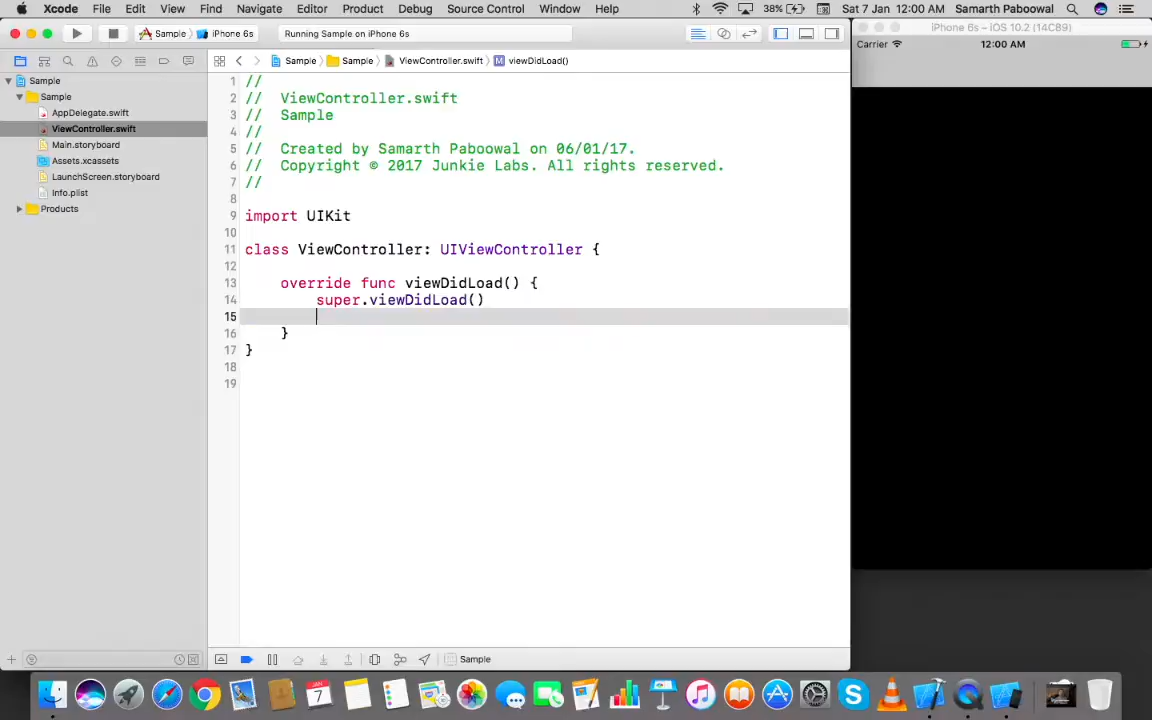 Xcode File Edit View Find Navigate Editor Product Debug Source Control Window Help 38% Sat 7 Jan 12:00 AM Samarth Paboowal
Sample iPhone 6s Running Sample on iPhone 6s
iPhone 6s – iOS 10.2 (14C89)
Carrier 12:00 AM
Sample Sample ViewController.swift M viewDidLoad()
Sample
Sample
AppDelegate.swift
ViewController.swift
Main.storyboard
Assets.xcassets
LaunchScreen.storyboard
Info.plist
Products
1 //
2 // ViewController.swift
3 // Sample
4 //
5 // Created by Samarth Paboowal on 06/01/17.
6 // Copyright © 2017 Junkie Labs. All rights reserved.
7 //
8
9 import UIKit
10
11 class ViewController: UIViewController {
12
13 override func viewDidLoad() {
14 super.viewDidLoad()
15
16 }
17 }
18
19
Sample
7